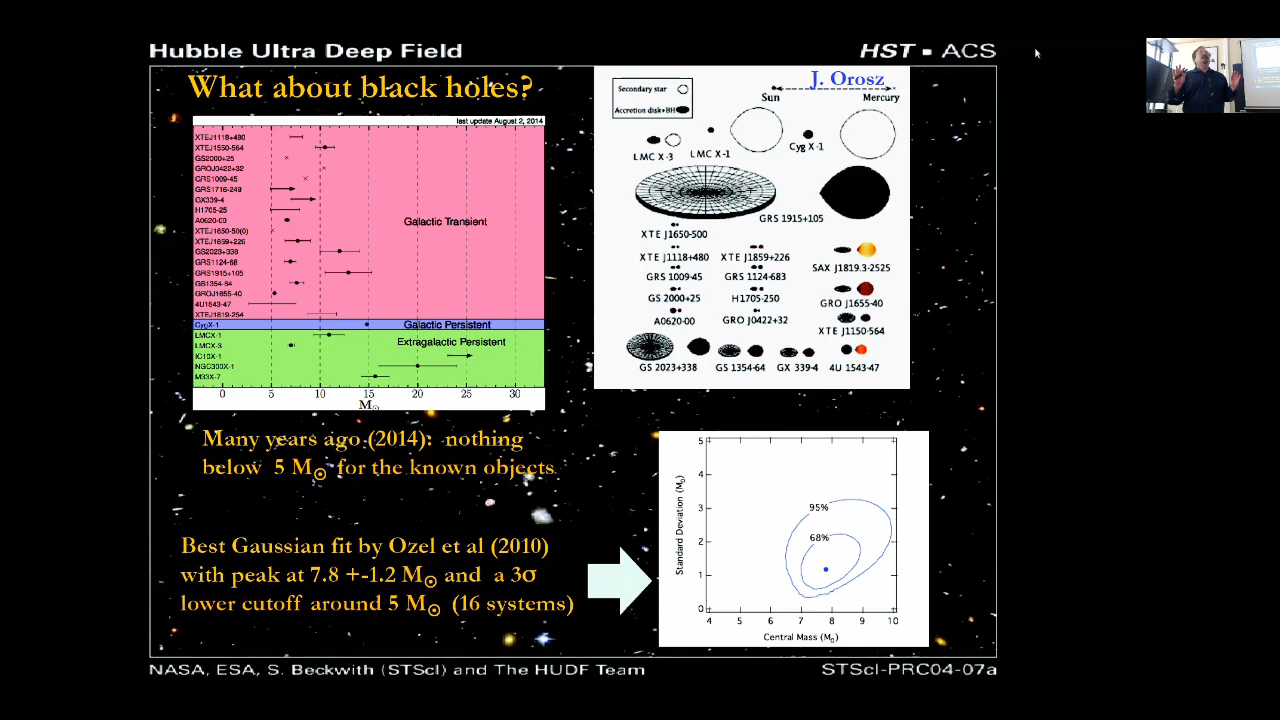 Hubble Ultra Deep Field
HST ▪ ACS
What about black holes?
last update August 2, 2014
XTEJ1118+480
XTEJ1550-564
GS2000+25
GROJ0422+32
GRS1009-45
GRS1716-249
GX339-4
H1705-25
A0620-00
XTEJ1650-50(0)
XTEJ1859+226
GS2023+338
GRS1124-68
GRS1915+105
GS1354-64
GROJ1655-40
4U1543-47
XTEJ1819-254
CygX-1
LMCX-1
LMCX-3
IC10X-1
NGC300X-1
M33X-7
Galactic Transient
Galactic Persistent
Extragalactic Persistent
0 5 10 15 20 25 30
M☉
J. Orosz
Secondary star
Accretion disk+BH
Sun
Mercury
LMC X-3
LMC X-1
Cyg X-1
GRS 1915+105
XTE J1650-500
XTE J1118+480
XTE J1859+226
SAX J1819.3-2525
GRS 1009-45
GRS 1124-683
GS 2000+25
H1705-250
GRO J1655-40
A0620-00
GRO J0422+32
XTE J1150-564
GS 2023+338
GS 1354-64
GX 339-4
4U 1543-47
Many years ago (2014): nothing
below 5 M☉ for the known objects
Best Gaussian fit by Ozel et al (2010)
with peak at 7.8 +-1.2 M☉ and a 3σ
lower cutoff around 5 M☉ (16 systems)
5
4
3
2
1
0
Standard Deviation (M☉)
95%
68%
4 5 6 7 8 9 10
Central Mass (M☉)
NASA, ESA, S. Beckwith (STScI) and The HUDF Team
STScI-PRC04-07a